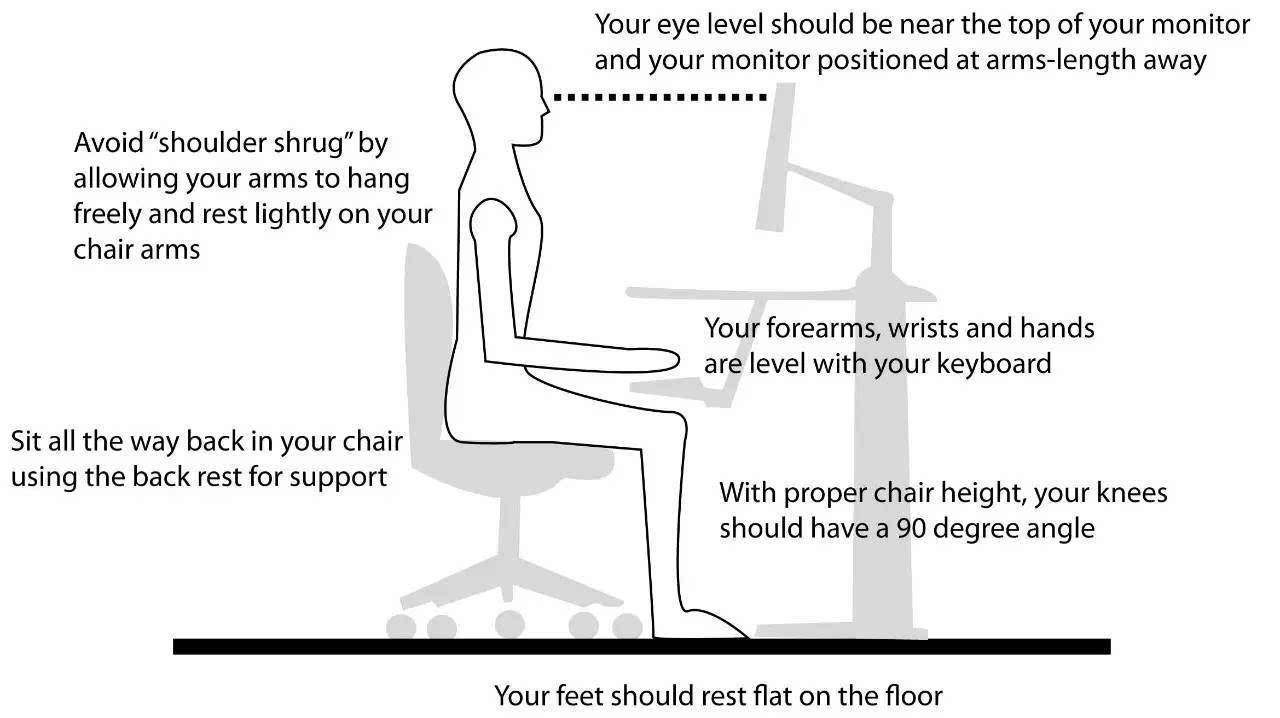 Your eye level should be near the top of your monitor
and your monitor positioned at arms-length away
Avoid “shoulder shrug” by
allowing your arms to hang
freely and rest lightly on your
chair arms
Your forearms, wrists and hands
are level with your keyboard
Sit all the way back in your chair
using the back rest for support
With proper chair height, your knees
should have a 90 degree angle
Your feet should rest flat on the floor